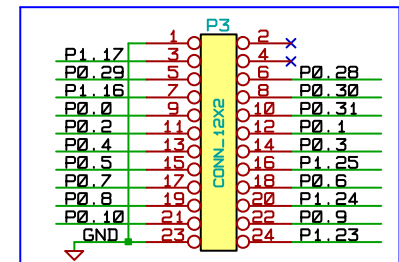 P3
1 2
P1.17 3 4
P0.29 5 6 P0.28
P1.16 7 8 P0.30
P0.0 9 10 P0.31
P0.2 11 12 P0.1
P0.4 13 14 P0.3
P0.5 15 16 P1.25
P0.7 17 18 P0.6
P0.8 19 20 P1.24
P0.10 21 22 P0.9
GND 23 24 P1.23
CONN_12X2